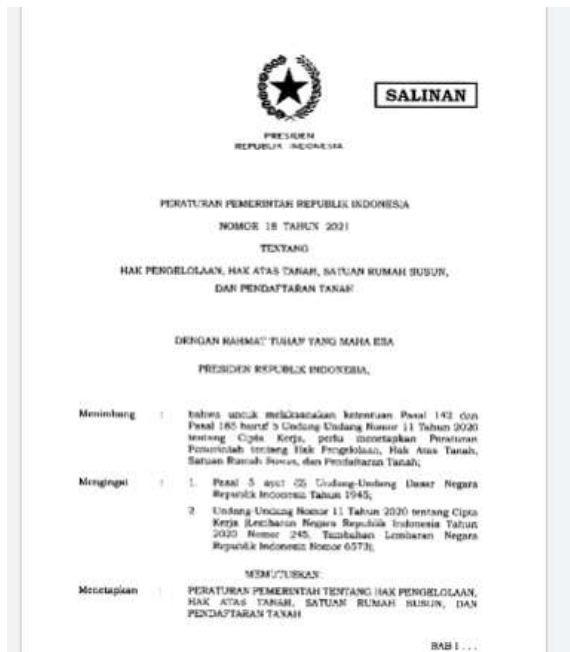 SALINAN
PRESIDEN
REPUBLIK INDONESIA
PERATURAN PEMERINTAH REPUBLIK INDONESIA
NOMOR 18 TAHUN 2021
TENTANG
HAK PENGELOLAAN, HAK ATAS TANAH, SATUAN RUMAH SUSUN,
DAN PENDAFTARAN TANAH
DENGAN RAHMAT TUHAN YANG MAHA ESA
PRESIDEN REPUBLIK INDONESIA,
Menimbang : bahwa untuk melaksanakan ketentuan Pasal 142 dan
Pasal 185 huruf b Undang-Undang Nomor 11 Tahun 2020
tentang Cipta Kerja, perlu menetapkan Peraturan
Pemerintah tentang Hak Pengelolaan, Hak Atas Tanah,
Satuan Rumah Susun, dan Pendaftaran Tanah;
Mengingat : 1. Pasal 5 ayat (2) Undang-Undang Dasar Negara
Republik Indonesia Tahun 1945;
2. Undang-Undang Nomor 11 Tahun 2020 tentang Cipta
Kerja (Lembaran Negara Republik Indonesia Tahun
2020 Nomor 245, Tambahan Lembaran Negara
Republik Indonesia Nomor 6573);
MEMUTUSKAN:
Menetapkan : PERATURAN PEMERINTAH TENTANG HAK PENGELOLAAN,
HAK ATAS TANAH, SATUAN RUMAH SUSUN, DAN
PENDAFTARAN TANAH
BAB I . . .